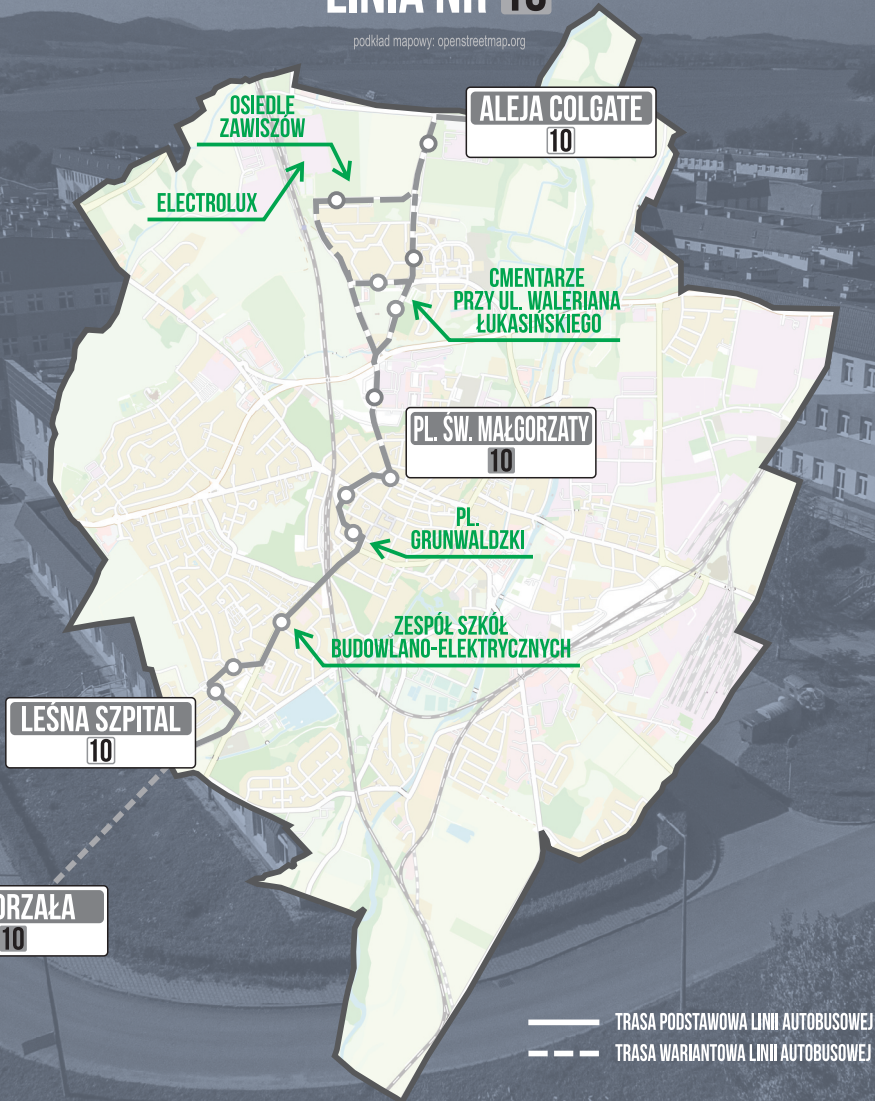 LINIA NR 10
podkład mapowy: openstreetmap.org
OSIEDLE
ZAWISZÓW
ALEJA COLGATE
10
ELECTROLUX
CMENTARZE
PRZY UL. WALERIANA
ŁUKASIŃSKIEGO
PL. ŚW. MAŁGORZATY
10
PL.
GRUNWALDZKI
ZESPÓŁ SZKÓŁ
BUDOWLANO-ELEKTRYCZNYCH
LEŚNA SZPITAL
10
ORZAŁA
10
TRASA PODSTAWOWA LINII AUTOBUSOWEJ
TRASA WARIANTOWA LINII AUTOBUSOWEJ